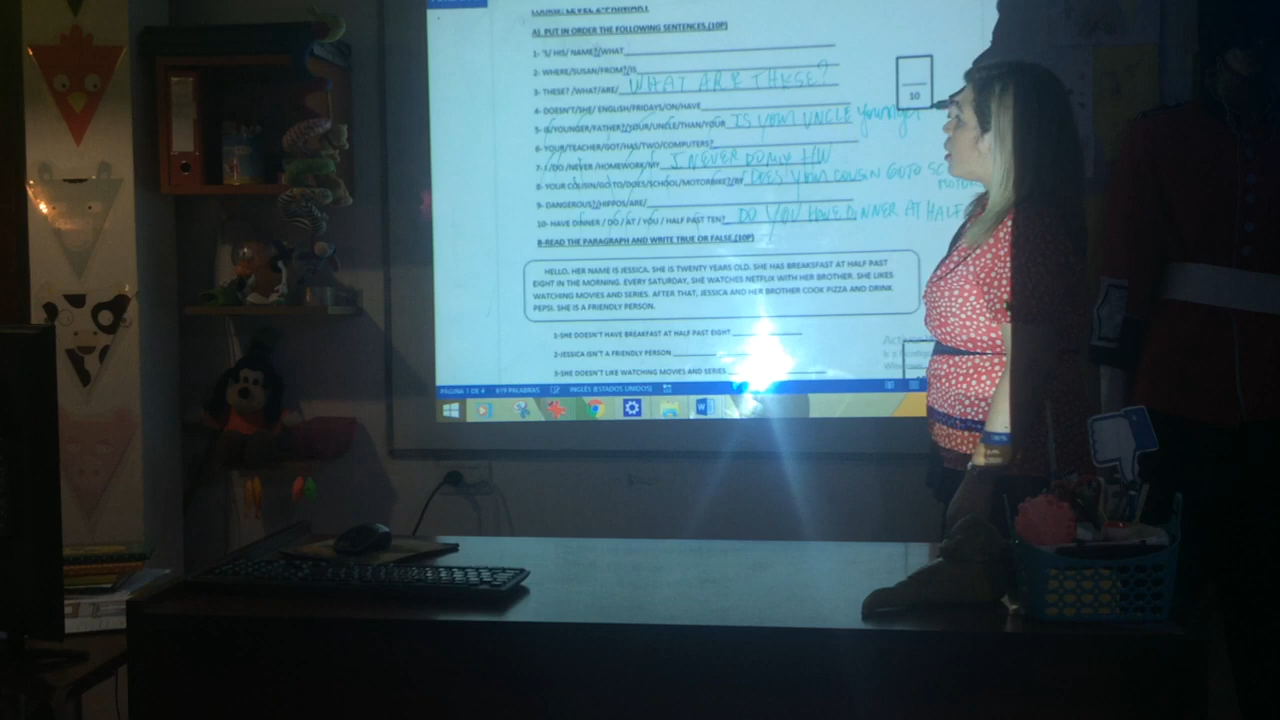 A). PUT IN ORDER THE FOLLOWING SENTENCES.(10P)
1- 'S/ HIS/ NAME?/WHAT
2- WHERE/SUSAN/FROM?/IS
3- THESE? /WHAT/ARE/ WHAT ARE THESE?
10
4- DOESN'T/SHE/ ENGLISH/FRIDAYS/ON/HAVE
5- IS/YOUNGER/FATHER?/YOUR/UNCLE/THAN/YOUR IS YOUR UNCLE younger
6- YOUR/TEACHER/GOT/HAS/TWO/COMPUTERS?
7- I /DO /NEVER /HOMEWORK/MY I NEVER DO MY HW
8- YOUR COUSIN/GO TO/DOES/SCHOOL/MOTORBIKE?/BY DOES YOUR COUSIN GO TO SC
MOTOR
9- DANGEROUS?/HIPPOS/ARE/
10- HAVE DINNER / DO / AT / YOU / HALF PAST TEN? DO YOU HAVE DINNER AT HALF
B-READ THE PARAGRAPH AND WRITE TRUE OR FALSE.(10P)
HELLO. HER NAME IS JESSICA. SHE IS TWENTY YEARS OLD. SHE HAS BREAKSFAST AT HALF PAST
EIGHT IN THE MORNING. EVERY SATURDAY, SHE WATCHES NETFLIX WITH HER BROTHER. SHE LIKES
WATCHING MOVIES AND SERIES. AFTER THAT, JESSICA AND HER BROTHER COOK PIZZA AND DRINK
PEPSI. SHE IS A FRIENDLY PERSON.
1-SHE DOESN'T HAVE BREAKFAST AT HALF PAST EIGHT
2-JESSICA ISN'T A FRIENDLY PERSON
3-SHE DOESN'T LIKE WATCHING MOVIES AND SERIES
PÁGINA 1 DE 4 819 PALABRAS INGLÉS (ESTADOS UNIDOS)